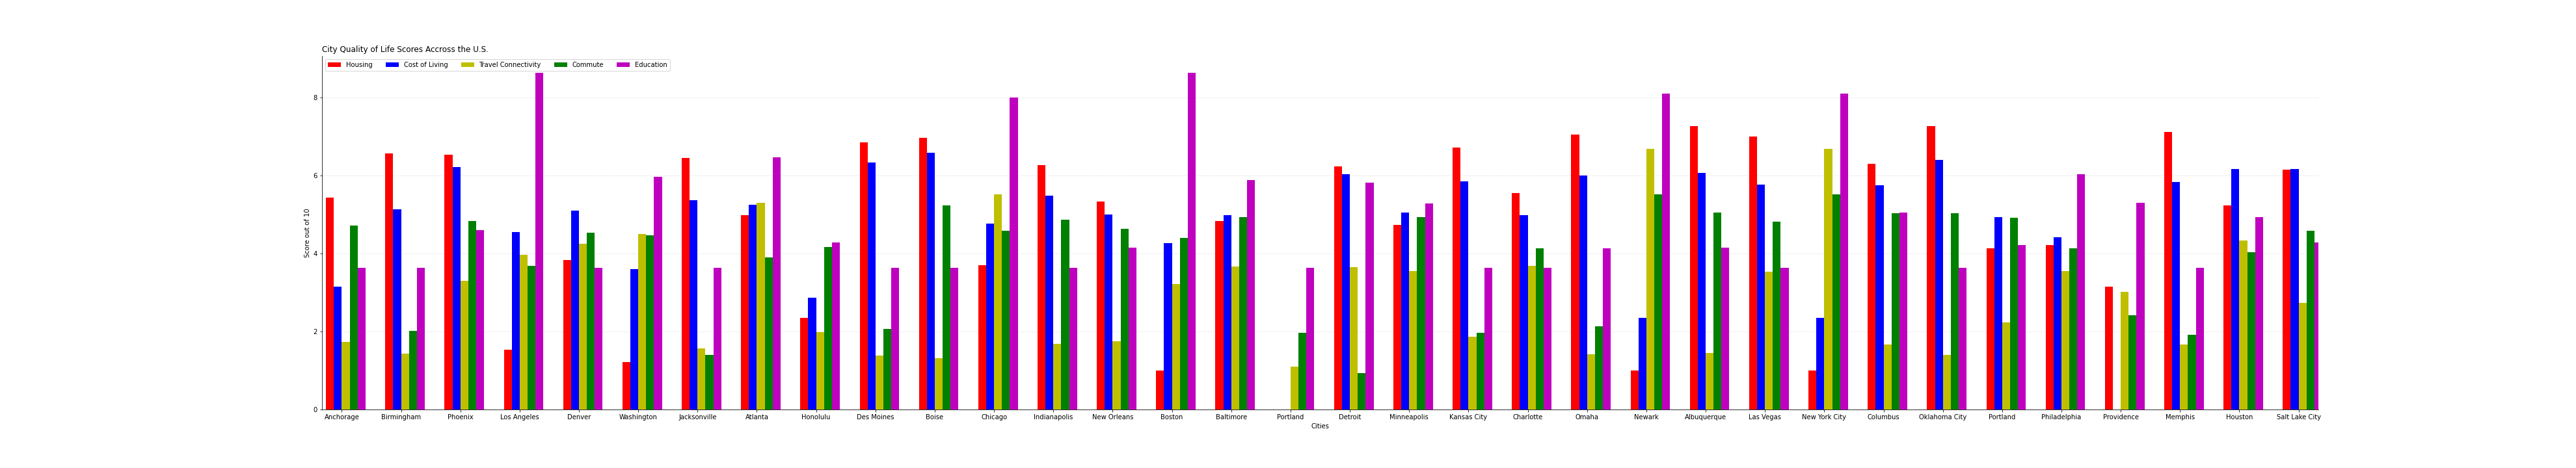 City Quality of Life Scores Accross the U.S.
Housing Cost of Living Travel Connectivity Commute Education
8
6
4
2
0
Score out of 10
Anchorage Birmingham Phoenix Los Angeles Denver Washington Jacksonville Atlanta Honolulu Des Moines Boise Chicago Indianapolis New Orleans Boston Baltimore Portland Detroit Minneapolis Kansas City Charlotte Omaha Newark Albuquerque Las Vegas New York City Columbus Oklahoma City Portland Philadelphia Providence Memphis Houston Salt Lake City
Cities